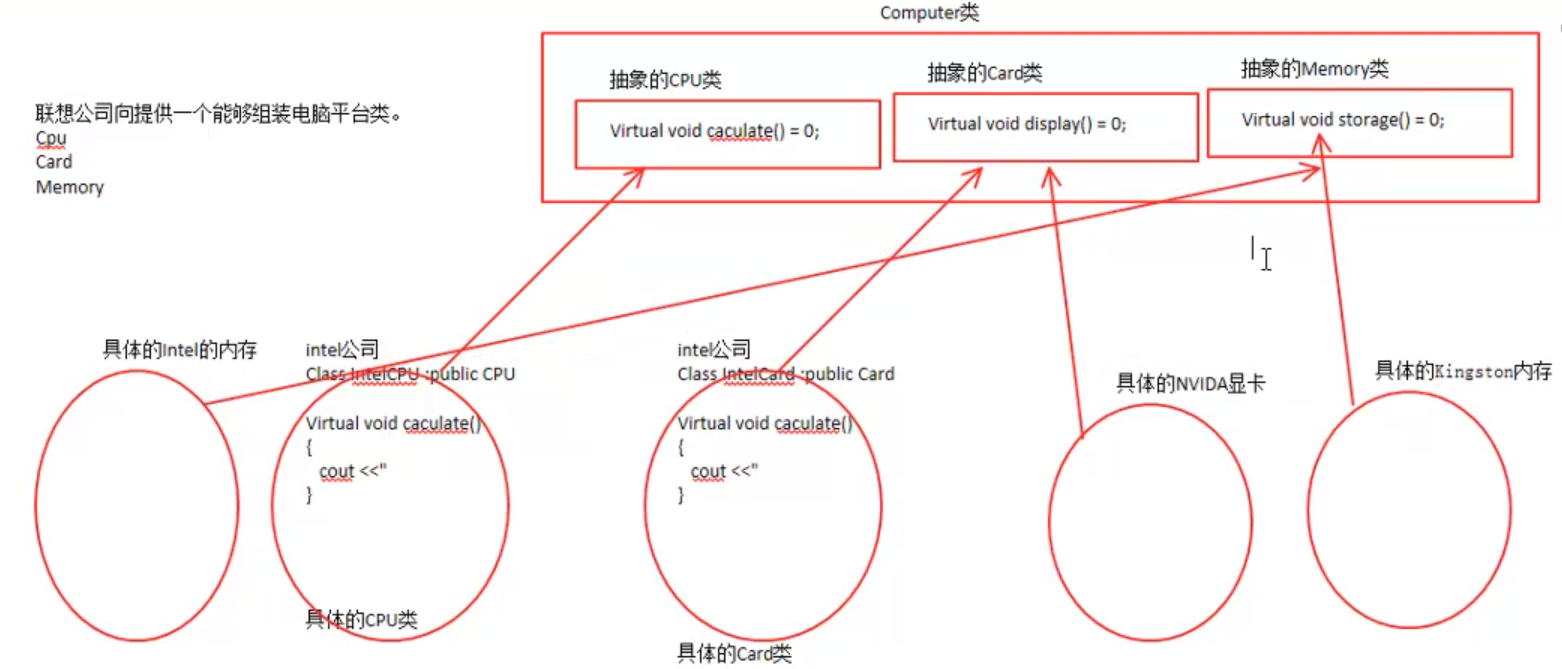 Computer类
抽象的CPU类
抽象的Card类
抽象的Memory类
联想公司向提供一个能够组装电脑平台类。
Cpu
Card
Memory
Virtual void caculate() = 0;
Virtual void display() = 0;
Virtual void storage() = 0;
具体的Intel的内存
intel公司
Class IntelCPU :public CPU
Virtual void caculate()
{
cout <<"
}
具体的CPU类
intel公司
Class IntelCard :public Card
Virtual void caculate()
{
cout <<"
}
具体的Card类
具体的NVIDA显卡
具体的Kingston内存